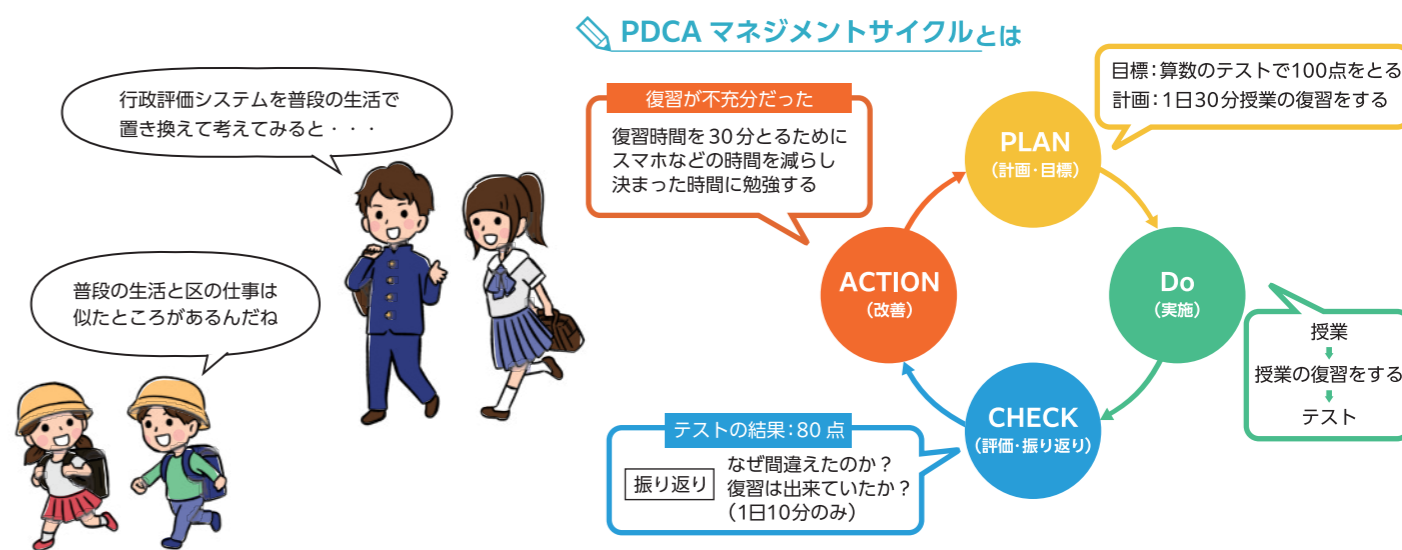 PDCA マネジメントサイクルとは
行政評価システムを普段の生活で
置き換えて考えてみると・・・
普段の生活と区の仕事は
似たところがあるんだね
PLAN
(計画・目標)
目標：算数のテストで100点をとる
計画：1日30分授業の復習をする
Do
(実施)
授業
授業の復習をする
テスト
CHECK
(評価・振り返り)
テストの結果：80 点
振り返り
なぜ間違えたのか？
復習は出来ていたか？
（1日10分のみ）
ACTION
(改善)
復習が不充分だった
復習時間を 30 分とるために
スマホなどの時間を減らし
決まった時間に勉強する